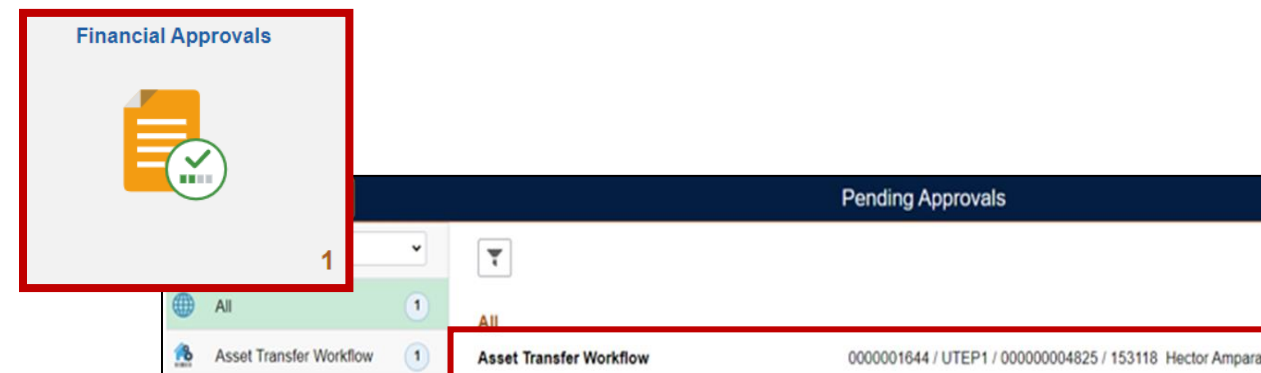 Financial Approvals
1
Pending Approvals
All 1
All
Asset Transfer Workflow 1
Asset Transfer Workflow 0000001644 / UTEP1 / 000000004825 / 153118 Hector Ampara